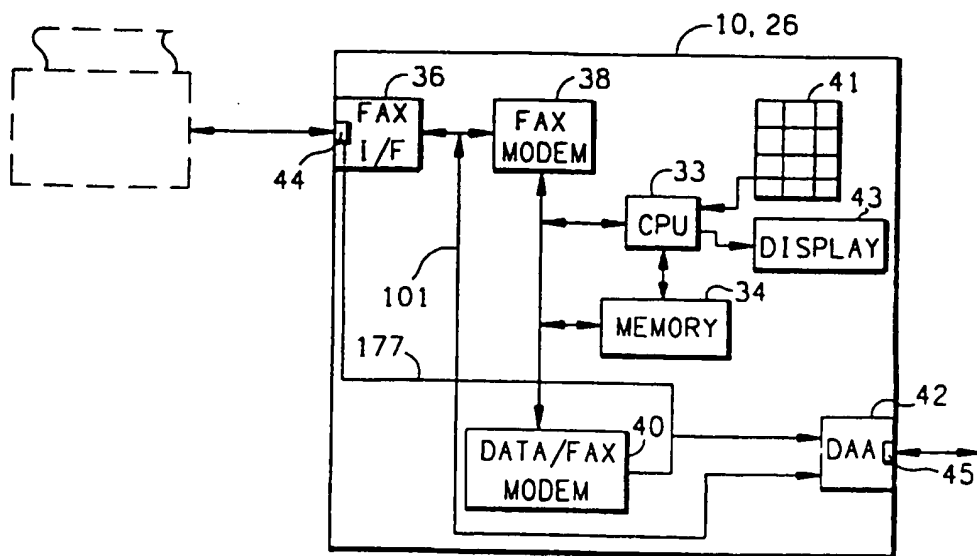 10, 26
36
38
41
FAX
I/F
FAX
MODEM
44
33
CPU
43
DISPLAY
101
34
MEMORY
177
42
40
DATA/FAX
MODEM
DAA
45